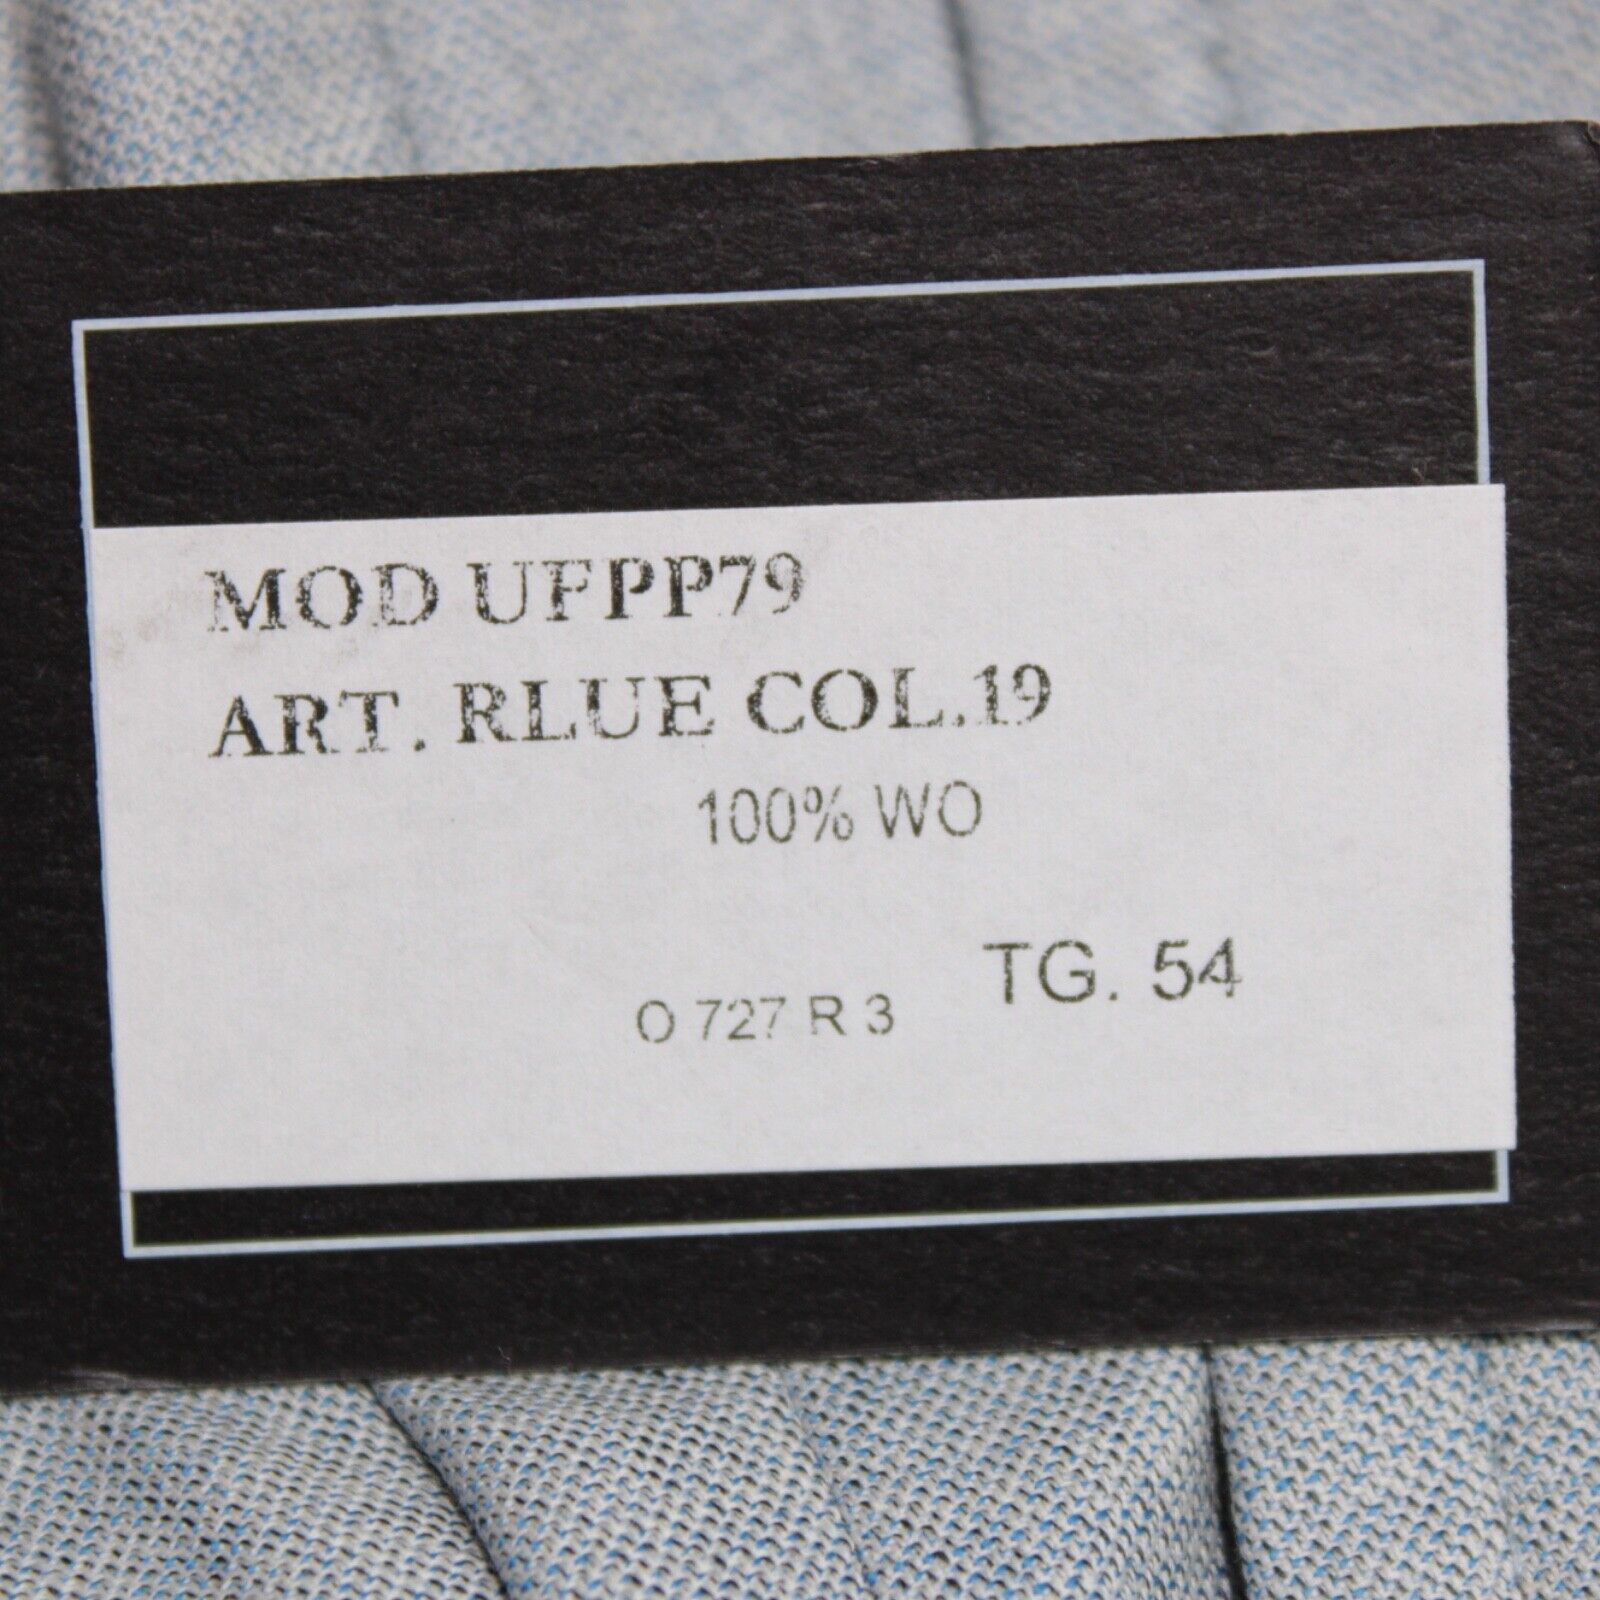 MOD UFPP79
ART. RLUE COL.19
100% WO
TG. 54
O 727 R 3